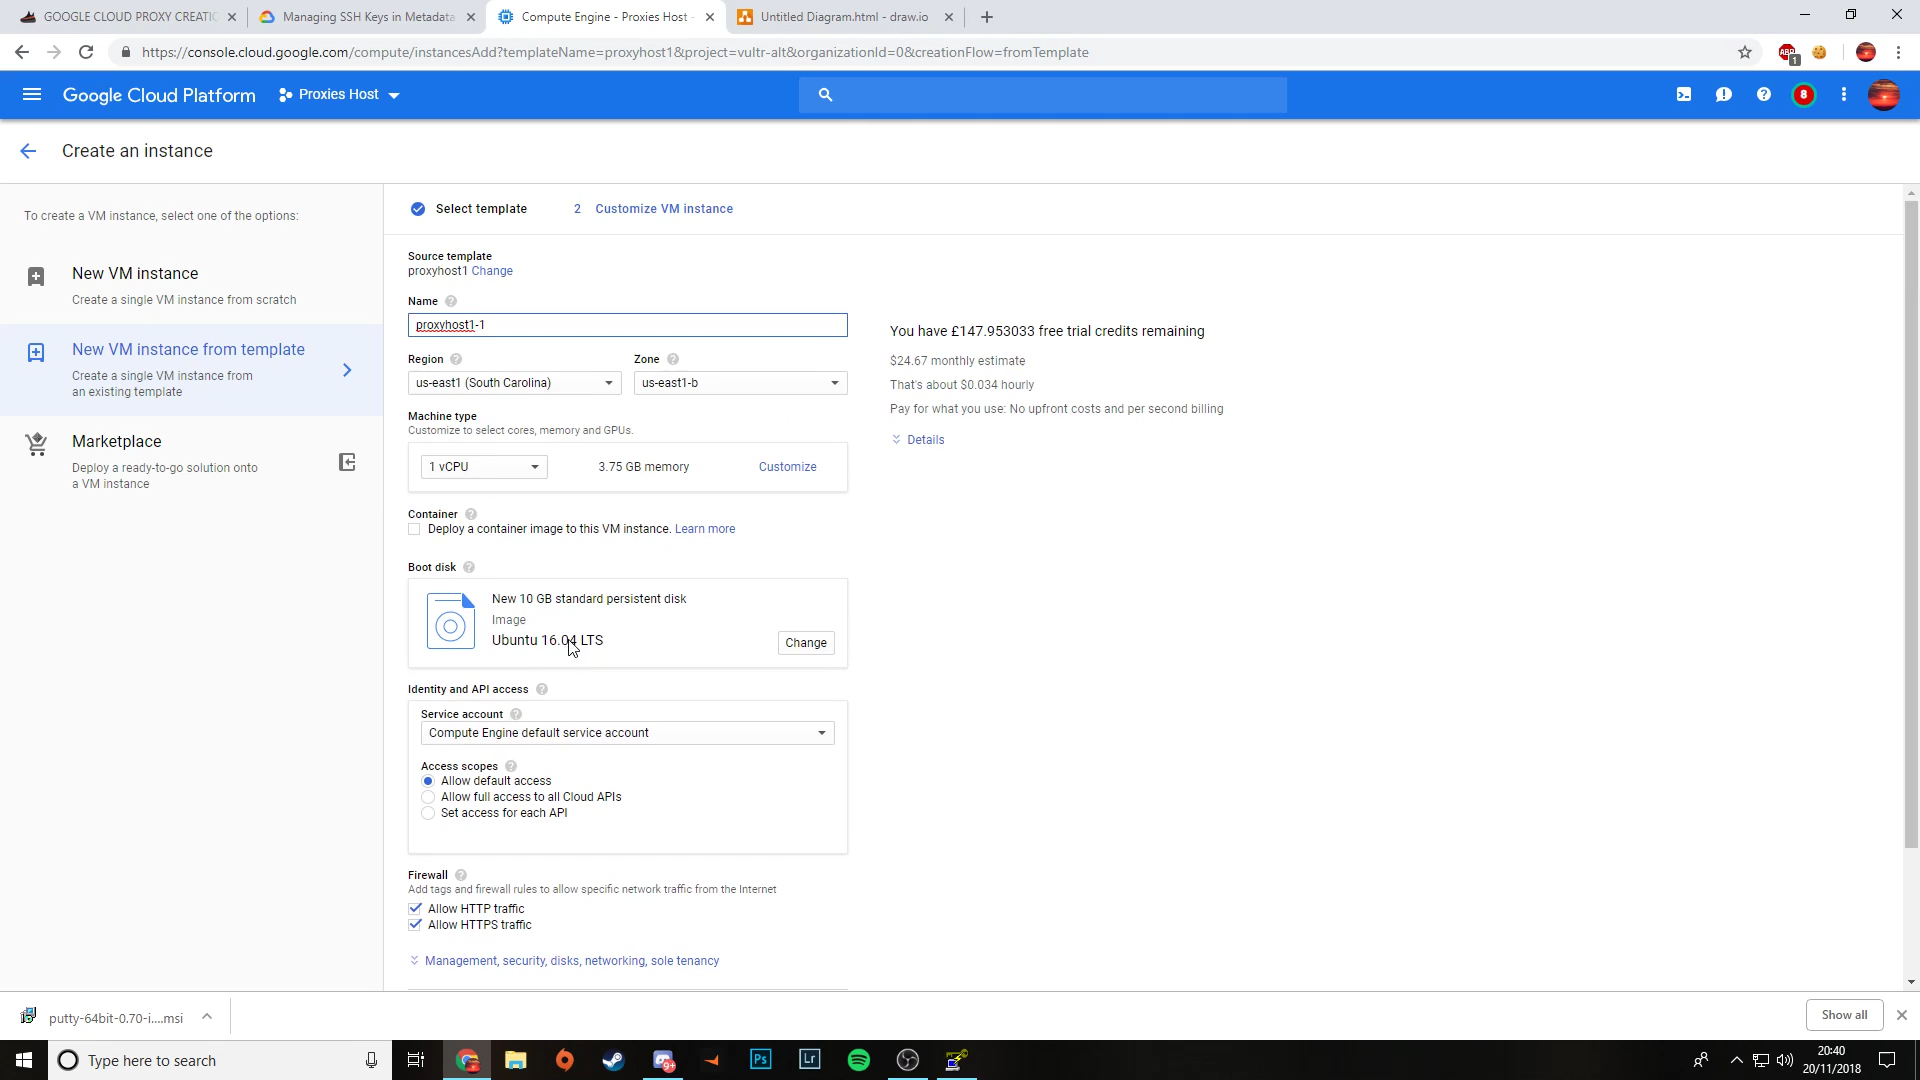 GOOGLE CLOUD PROXY CREATIC
Managing SSH Keys in Metadata
Compute Engine - Proxies Host -
Untitled Diagram.html - draw.io
https://console.cloud.google.com/compute/instancesAdd?templateName=proxyhost1&project=vultr-alt&organizationId=0&creationFlow=fromTemplate
ABP
1
Google Cloud Platform
Proxies Host
8
Create an instance
To create a VM instance, select one of the options:
New VM instance
Create a single VM instance from scratch
New VM instance from template
Create a single VM instance from
an existing template
Marketplace
Deploy a ready-to-go solution onto
a VM instance
Select template
2 Customize VM instance
Source template
proxyhost1 Change
Name
proxyhost1-1
Region
Zone
us-east1 (South Carolina)
us-east1-b
Machine type
Customize to select cores, memory and GPUs.
1 vCPU
3.75 GB memory
Customize
Container
Deploy a container image to this VM instance. Learn more
Boot disk
New 10 GB standard persistent disk
Image
Ubuntu 16.04 LTS
Change
Identity and API access
Service account
Compute Engine default service account
Access scopes
Allow default access
Allow full access to all Cloud APIs
Set access for each API
Firewall
Add tags and firewall rules to allow specific network traffic from the Internet
Allow HTTP traffic
Allow HTTPS traffic
Management, security, disks, networking, sole tenancy
You have £147.953033 free trial credits remaining
$24.67 monthly estimate
That's about $0.034 hourly
Pay for what you use: No upfront costs and per second billing
Details
putty-64bit-0.70-i....msi
Show all
Type here to search
9+
Ps
Lr
20:40
20/11/2018